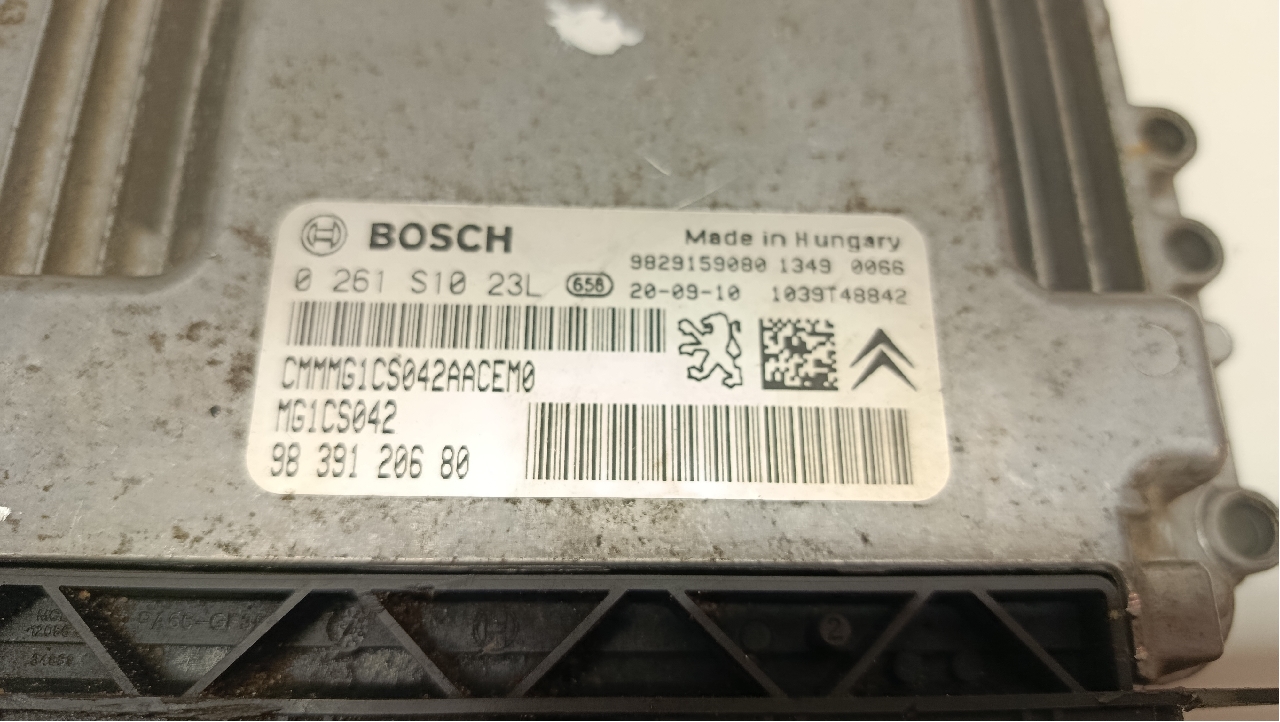 BOSCH
Made in Hungary
0 261 S10 23L
656
9829159080 1349 0066
20-09-10 1039T48842
CMMMG1CS042AACEM0
MG1CS042
98 391 206 80
2